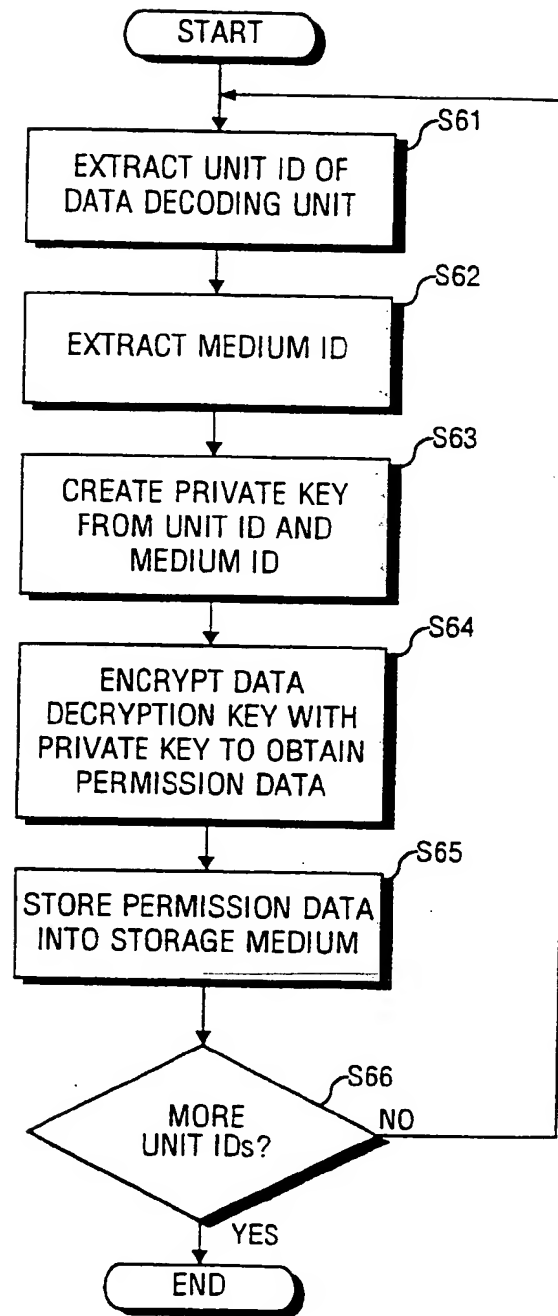 START
S61
EXTRACT UNIT ID OF
DATA DECODING UNIT
S62
EXTRACT MEDIUM ID
S63
CREATE PRIVATE KEY
FROM UNIT ID AND
MEDIUM ID
S64
ENCRYPT DATA
DECRYPTION KEY WITH
PRIVATE KEY TO OBTAIN
PERMISSION DATA
S65
STORE PERMISSION DATA
INTO STORAGE MEDIUM
S66
MORE
UNIT IDs?
NO
YES
END